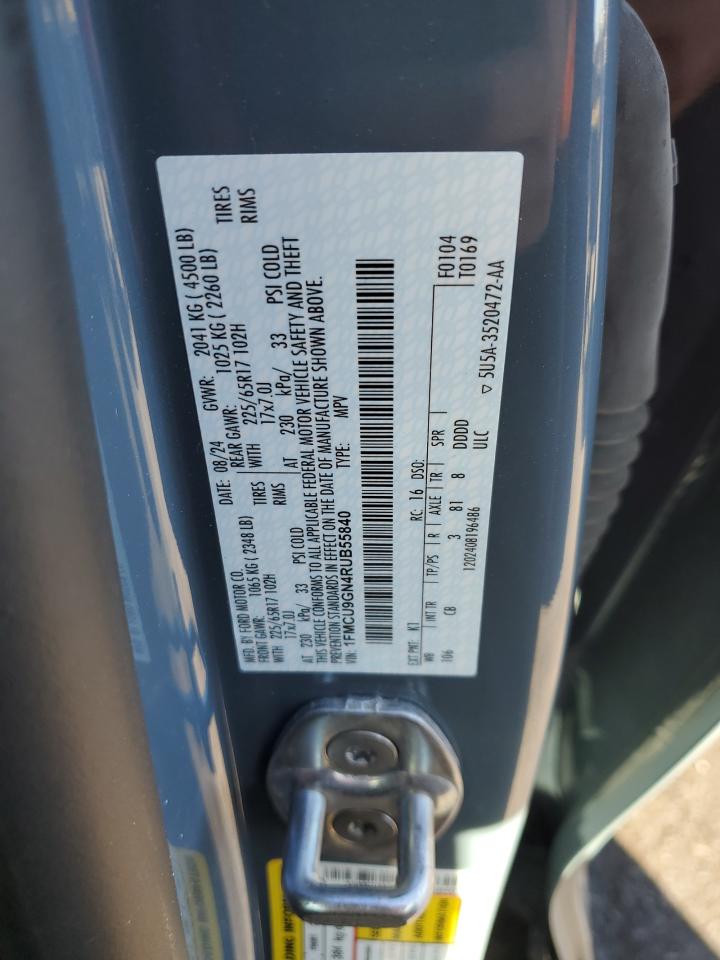 MFD. BY FORD MOTOR CO. DATE: 08/24 GVWR: 2041 KG ( 4500 LB)
FRONT GAWR: 1065 KG ( 2348 LB) REAR GAWR: 1025 KG ( 2260 LB)
WITH 225/65R17 102H TIRES WITH 225/65R17 102H TIRES
17x7.0J RIMS 17x7.0J RIMS
AT 230 kPa/ 33 PSI COLD AT 230 kPa/ 33 PSI COLD
THIS VEHICLE CONFORMS TO ALL APPLICABLE FEDERAL MOTOR VEHICLE SAFETY AND THEFT
PREVENTION STANDARDS IN EFFECT ON THE DATE OF MANUFACTURE SHOWN ABOVE.
VIN: 1FMCU9GN4RUB55840 TYPE: MPV
EXT PNT: K1 RC: 16 DSO: F0104
WB INT TR TP/PS R AXLE TR SPR T0169
106 CB 3 81 8 DDDD
1202408196486 ULC
▽ 5U5A-3520472-AA